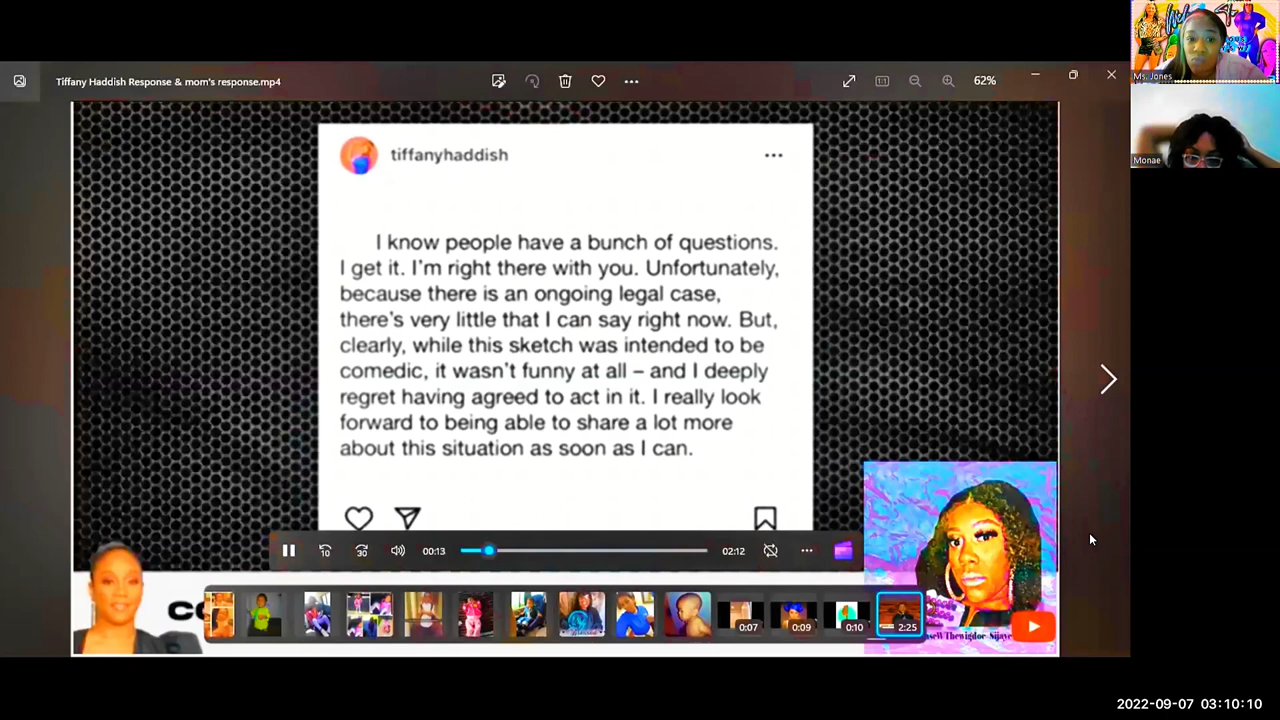 Tiffany Haddish Response & mom's response.mp4
62%
Ms. Jones
Monae
tiffanyhaddish
I know people have a bunch of questions.
I get it. I'm right there with you. Unfortunately,
because there is an ongoing legal case,
there's very little that I can say right now. But,
clearly, while this sketch was intended to be
comedic, it wasn't funny at all – and I deeply
regret having agreed to act in it. I really look
forward to being able to share a lot more
about this situation as soon as I can.
00:13
10
30
02:12
0:07
0:09
0:10
2:25
2022-09-07 03:10:10